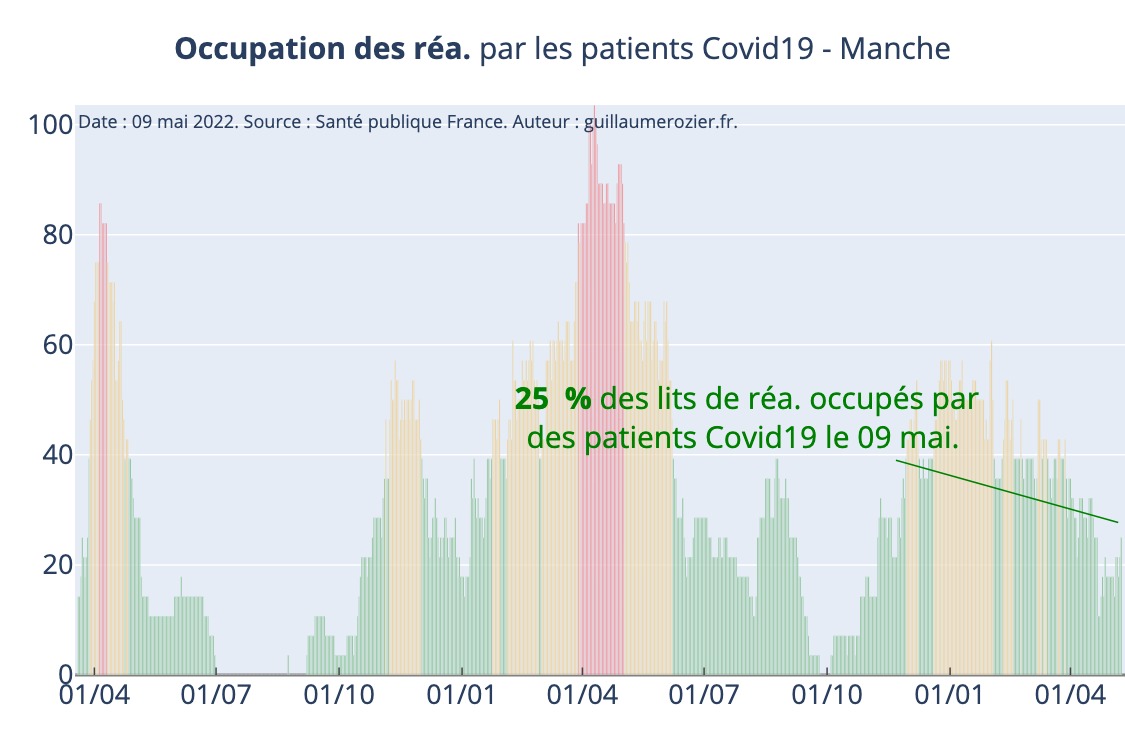 Occupation des réa. par les patients Covid19 - Manche
100
Date : 09 mai 2022. Source : Santé publique France. Auteur : guillaumerozier.fr.
80
60
25  % des lits de réa. occupés par
des patients Covid19 le 09 mai.
40
20
0
01/04 01/07 01/10 01/01 01/04 01/07 01/10 01/01 01/04